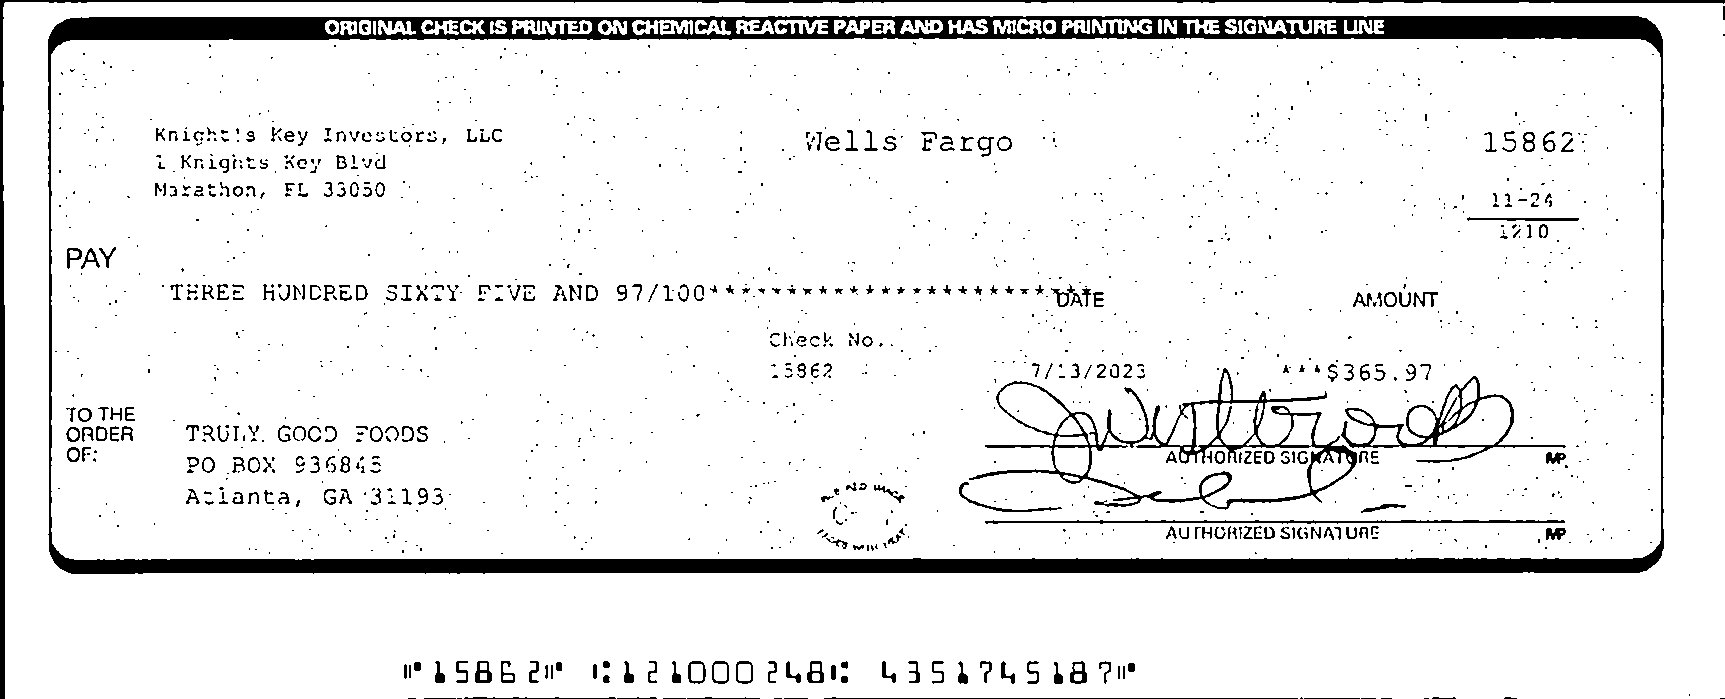 ORIGINAL CHECK IS PRINTED ON CHEMICAL REACTIVE PAPER AND HAS MICRO PRINTING IN THE SIGNATURE LINE
Knight's Key Investors, LLC
1 Knights Key Blvd
Marathon, FL 33050
Wells Fargo
15862
11-24
1210
PAY
THREE HUNDRED SIXTY FIVE AND 97/100*************************
DATE
AMOUNT
Check No.
15862
7/13/2023
***$365.97
TO THE
ORDER
OF:
TRULY GOOD FOODS
PO BOX 936845
Atlanta, GA 31193
AUTHORIZED SIGNATURE
MP
AUTHORIZED SIGNATURE
MP
⑈15862⑈ ⑆121000248⑆ 4351745187⑈